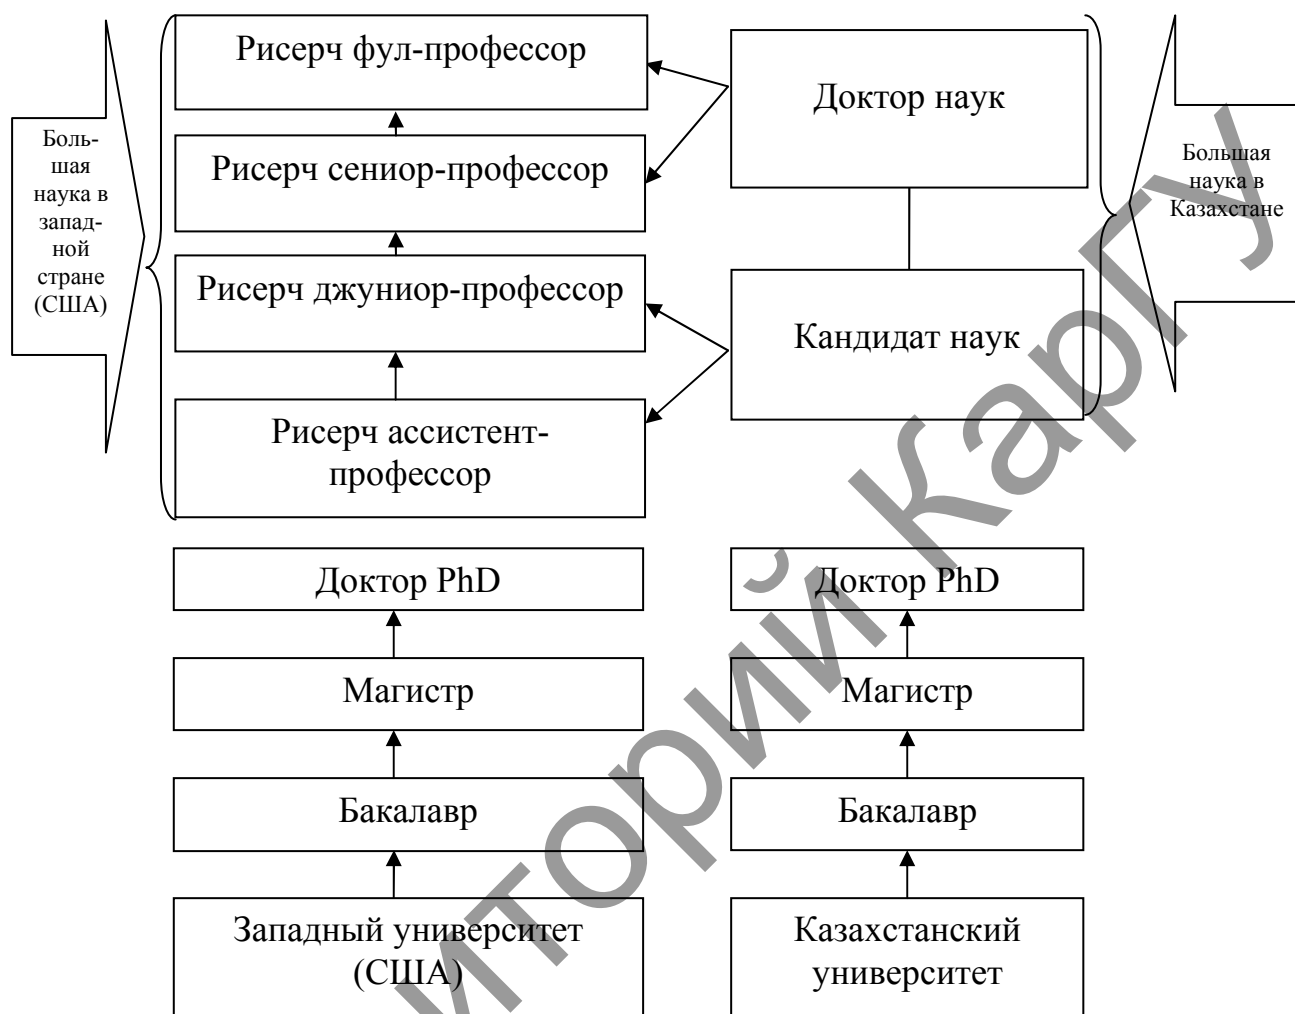 Рисерч фул-профессор
Доктор наук
Боль-
шая
наука в
запад-
ной
стране
(США)
Рисерч сениор-профессор
Большая
наука в
Казахстане
Рисерч джуниор-профессор
Кандидат наук
Рисерч ассистент-
профессор
Доктор PhD
Доктор PhD
Магистр
Магистр
Бакалавр
Бакалавр
Западный университет
(США)
Казахстанский
университет
иторий КарГУ